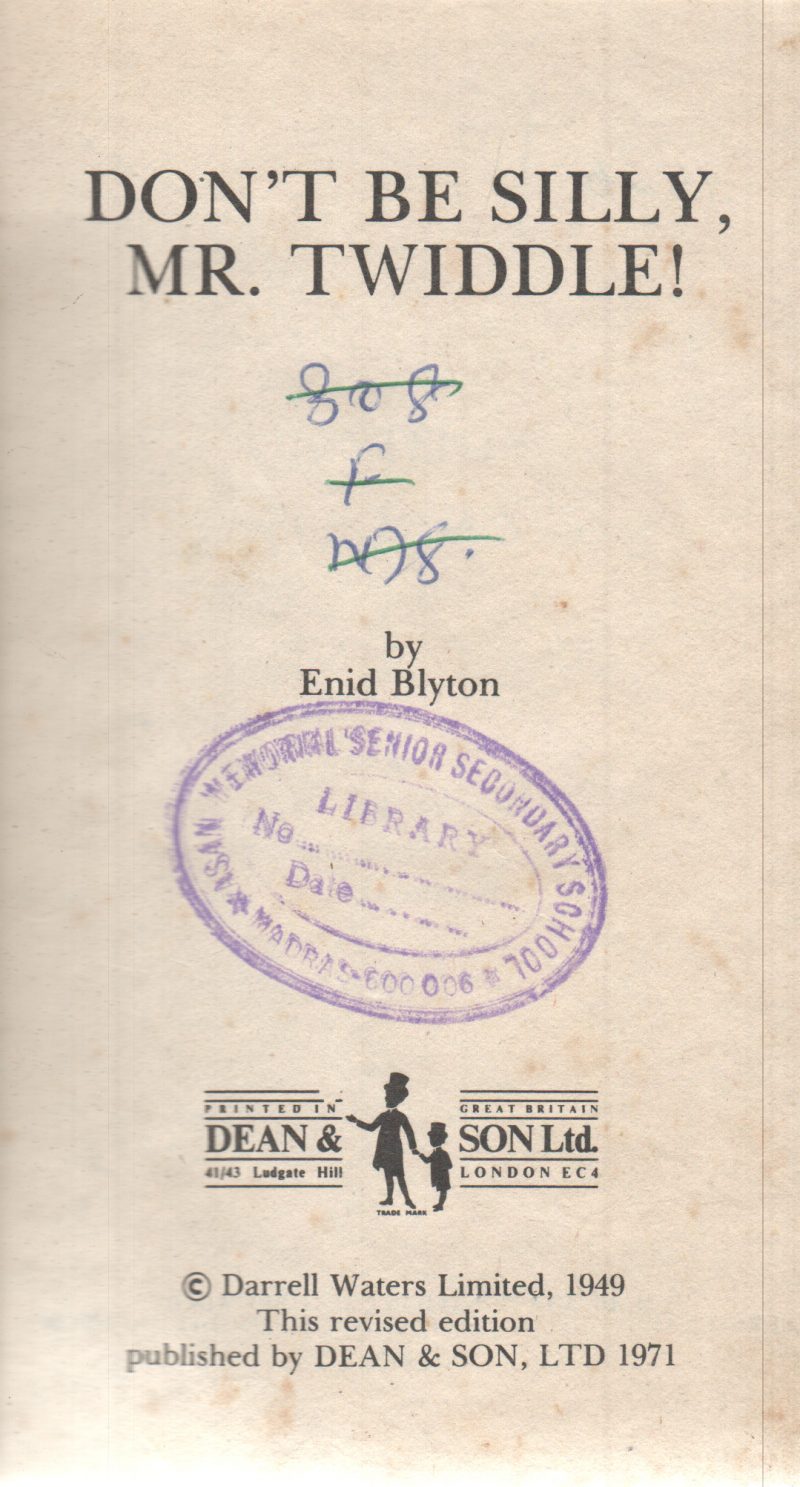 DON'T BE SILLY,
MR. TWIDDLE!
808
F
by
Enid Blyton
ASAN MEMORIAL SENIOR SECONDARY SCHOOL
LIBRARY
No
Date
MADRAS-600 006
PRINTED IN GREAT BRITAIN
DEAN & SON Ltd.
41/43 Ludgate Hill LONDON EC4
TRADE MARK
© Darrell Waters Limited, 1949
This revised edition
published by DEAN & SON, LTD 1971